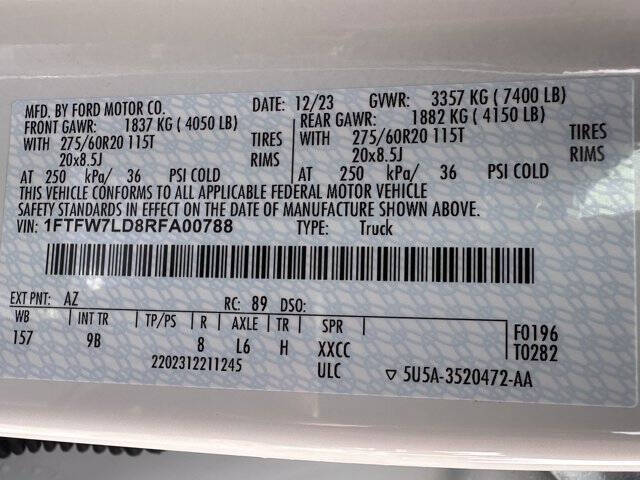 MFD. BY FORD MOTOR CO. DATE: 12/23 GVWR: 3357 KG ( 7400 LB)
FRONT GAWR: 1837 KG ( 4050 LB) REAR GAWR: 1882 KG ( 4150 LB)
WITH 275/60R20 115T TIRES WITH 275/60R20 115T TIRES
20x8.5J RIMS 20x8.5J RIMS
AT 250 kPa/ 36 PSI COLD AT 250 kPa/ 36 PSI COLD
THIS VEHICLE CONFORMS TO ALL APPLICABLE FEDERAL MOTOR VEHICLE
SAFETY STANDARDS IN EFFECT ON THE DATE OF MANUFACTURE SHOWN ABOVE.
VIN: 1FTFW7LD8RFA00788 TYPE: Truck
EXT PNT: AZ RC: 89 DSO:
WB INT TR TP/PS R AXLE TR SPR F0196
157 9B 8 L6 H XXCC T0282
2202312211245 ULC ▽ 5U5A-3520472-AA